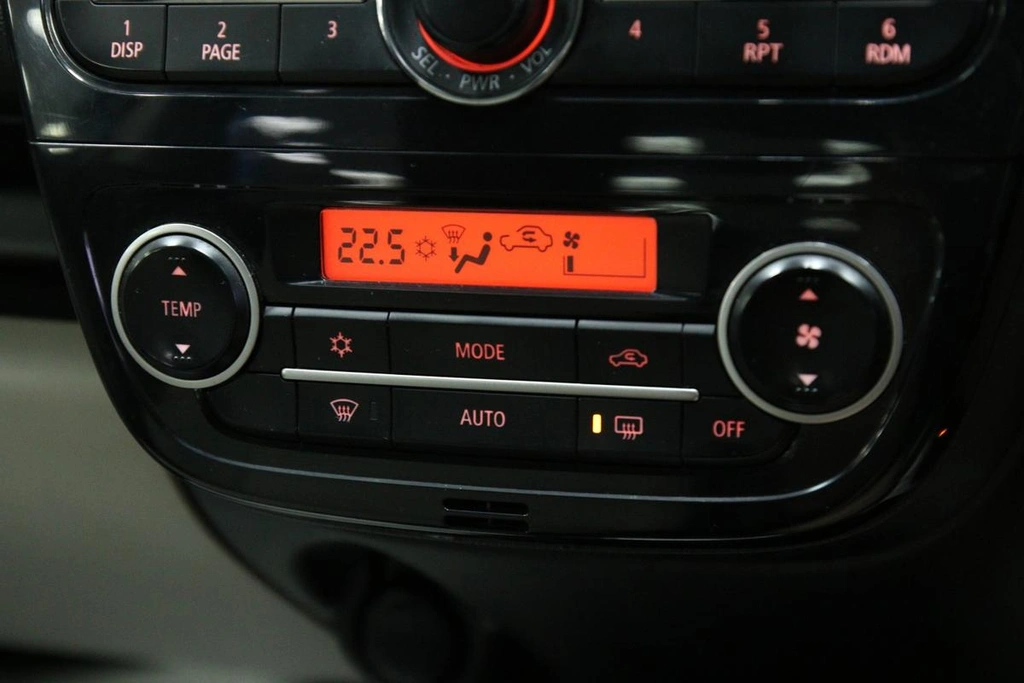 1 2 3 4 5 6
DISP PAGE RPT RDM
SEL · PWR · VOL
22.5
TEMP
MODE
AUTO
OFF